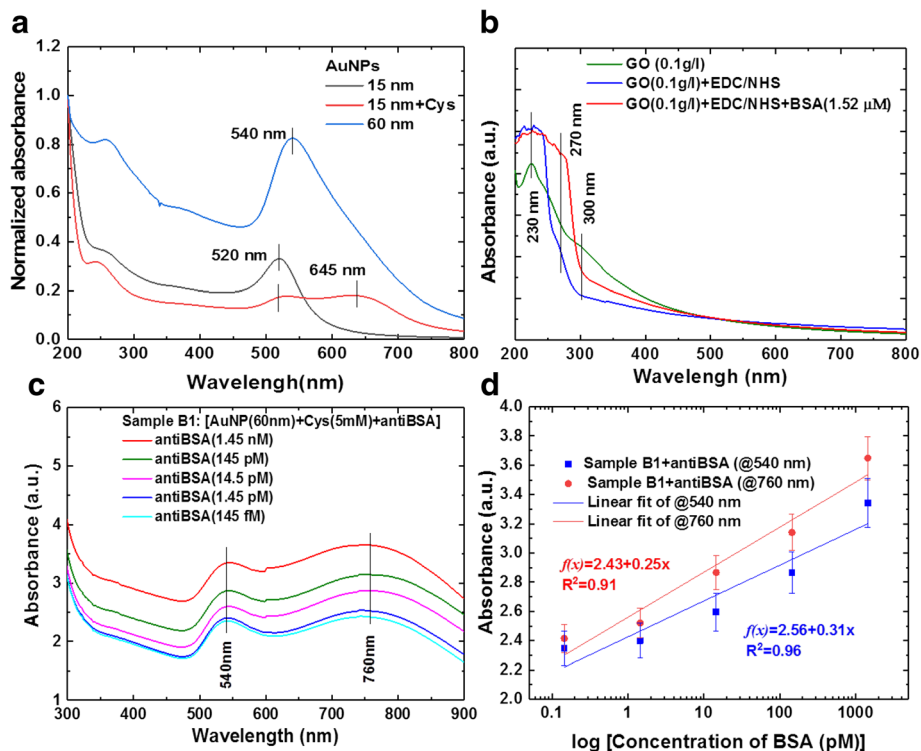 a
1.2
1.0
0.8
0.6
0.4
0.2
0.0
200 300 400 500 600 700 800
Normalized absorbance
Wavelengh(nm)
AuNPs
15 nm
15 nm+Cys
60 nm
540 nm
520 nm
645 nm
b
Absorbance (a.u.)
200 300 400 500 600 700 800
Wavelength (nm)
GO (0.1g/l)
GO(0.1g/l)+EDC/NHS
GO(0.1g/l)+EDC/NHS+BSA(1.52 μM)
230 nm
270 nm
300 nm
c
6
5
4
3
2
1
300 400 500 600 700 800 900
Absorbance (a.u.)
Wavelength (nm)
Sample B1: [AuNP(60nm)+Cys(5mM)+antiBSA]
antiBSA(1.45 nM)
antiBSA(145 pM)
antiBSA(14.5 pM)
antiBSA(1.45 pM)
antiBSA(145 fM)
540nm
760nm
d
4.0
3.8
3.6
3.4
3.2
3.0
2.8
2.6
2.4
2.2
2.0
0.1 1 10 100 1000
Absorbance (a.u.)
log [Concentration of BSA (pM)]
Sample B1+antiBSA (@540 nm)
Sample B1+antiBSA (@760 nm)
Linear fit of @540 nm
Linear fit of @760 nm
f(x)=2.43+0.25x
R²=0.91
f(x)=2.56+0.31x
R²=0.96